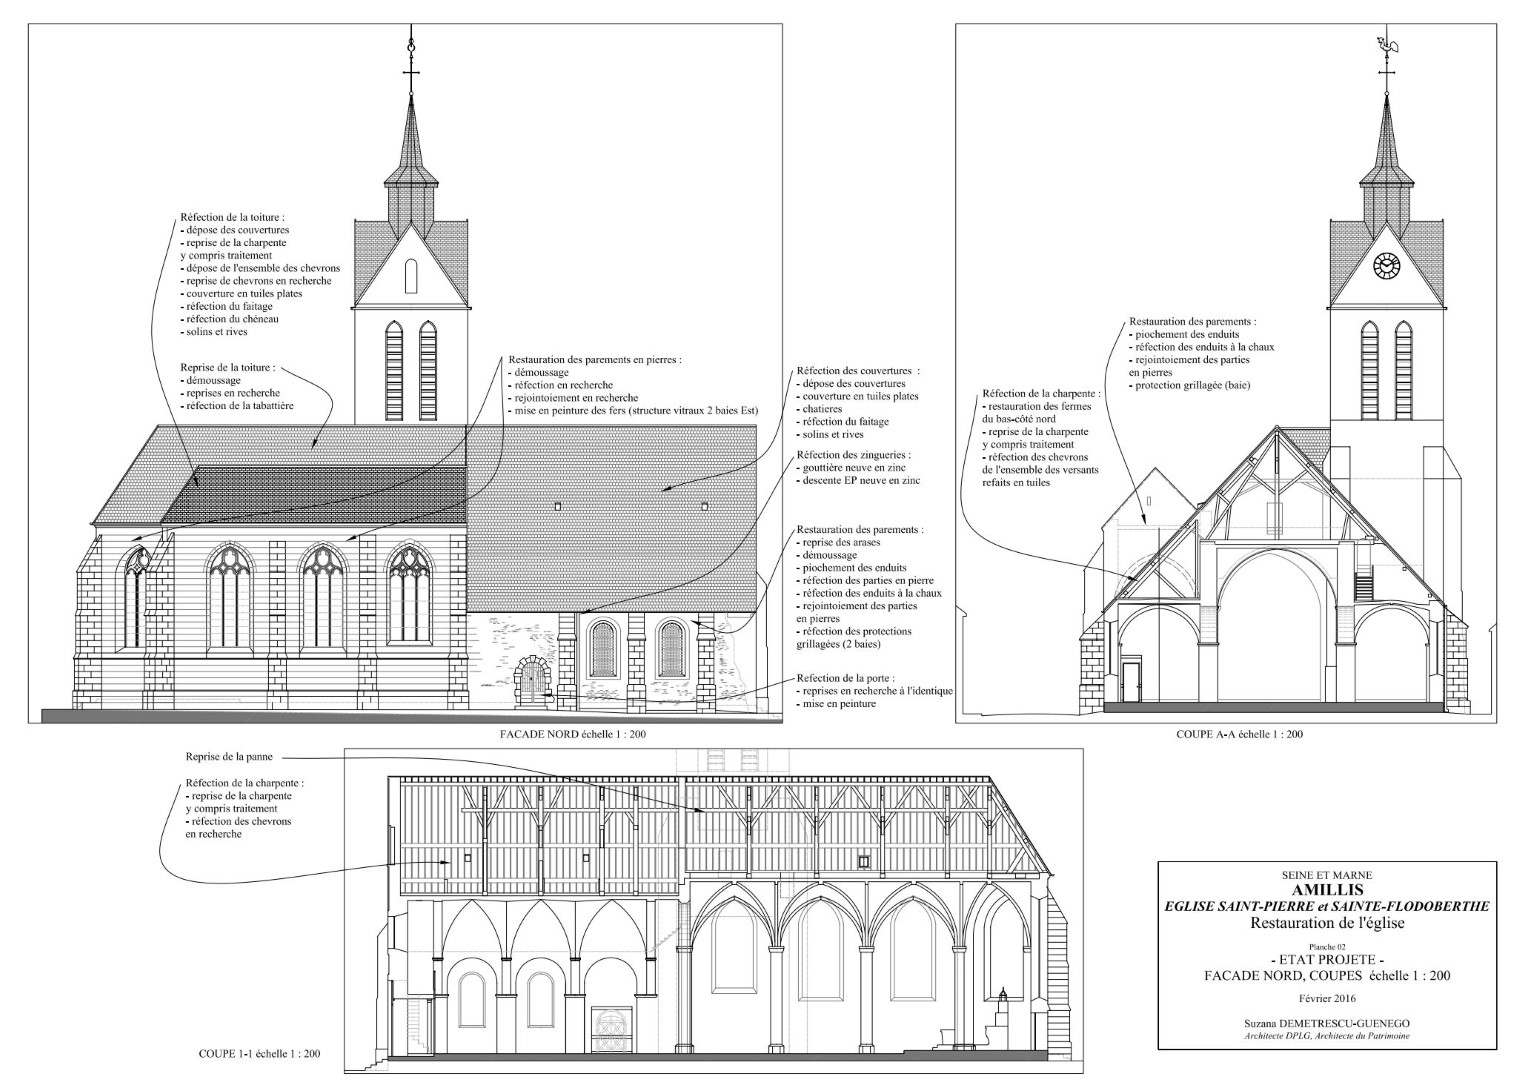 Réfection de la toiture :
- dépose des couvertures
- reprise de la charpente
y compris traitement
- dépose de l'ensemble des chevrons
- reprise de chevrons en recherche
- couverture en tuiles plates
- réfection du faitage
- réfection du chéneau
- solins et rives
Reprise de la toiture :
- démoussage
- reprises en recherche
- réfection de la tabattière
Restauration des parements en pierres :
- démoussage
- réfection en recherche
- rejointoiement en recherche
- mise en peinture des fers (structure vitraux 2 baies Est)
Réfection des couvertures :
- dépose des couvertures
- couverture en tuiles plates
- chatieres
- réfection du faitage
- solins et rives
Réfection des zingueries :
- gouttière neuve en zinc
- descente EP neuve en zinc
Restauration des parements :
- reprise des arases
- démoussage
- piochement des enduits
- réfection des parties en pierre
- réfection des enduits à la chaux
- rejointoiement des parties
en pierres
- réfection des protections
grillagées (2 baies)
Refection de la porte :
- reprises en recherche à l'identique
- mise en peinture
FACADE NORD échelle 1 : 200
Restauration des parements :
- piochement des enduits
- réfection des enduits à la chaux
- rejointoiement des parties
en pierres
- protection grillagée (baie)
Réfection de la charpente :
- restauration des fermes
du bas-côté nord
- reprise de la charpente
y compris traitement
- réfection des chevrons
de l'ensemble des versants
refaits en tuiles
COUPE A-A échelle 1 : 200
Reprise de la panne
Réfection de la charpente :
- reprise de la charpente
y compris traitement
- réfection des chevrons
en recherche
COUPE 1-1 échelle 1 : 200
SEINE ET MARNE
AMILLIS
EGLISE SAINT-PIERRE et SAINTE-FLODOBERTHE
Restauration de l'église
Planche 02
- ETAT PROJETE -
FACADE NORD, COUPES échelle 1 : 200
Février 2016
Suzana DEMETRESCU-GUENEGO
Architecte DPLG, Architecte du Patrimoine